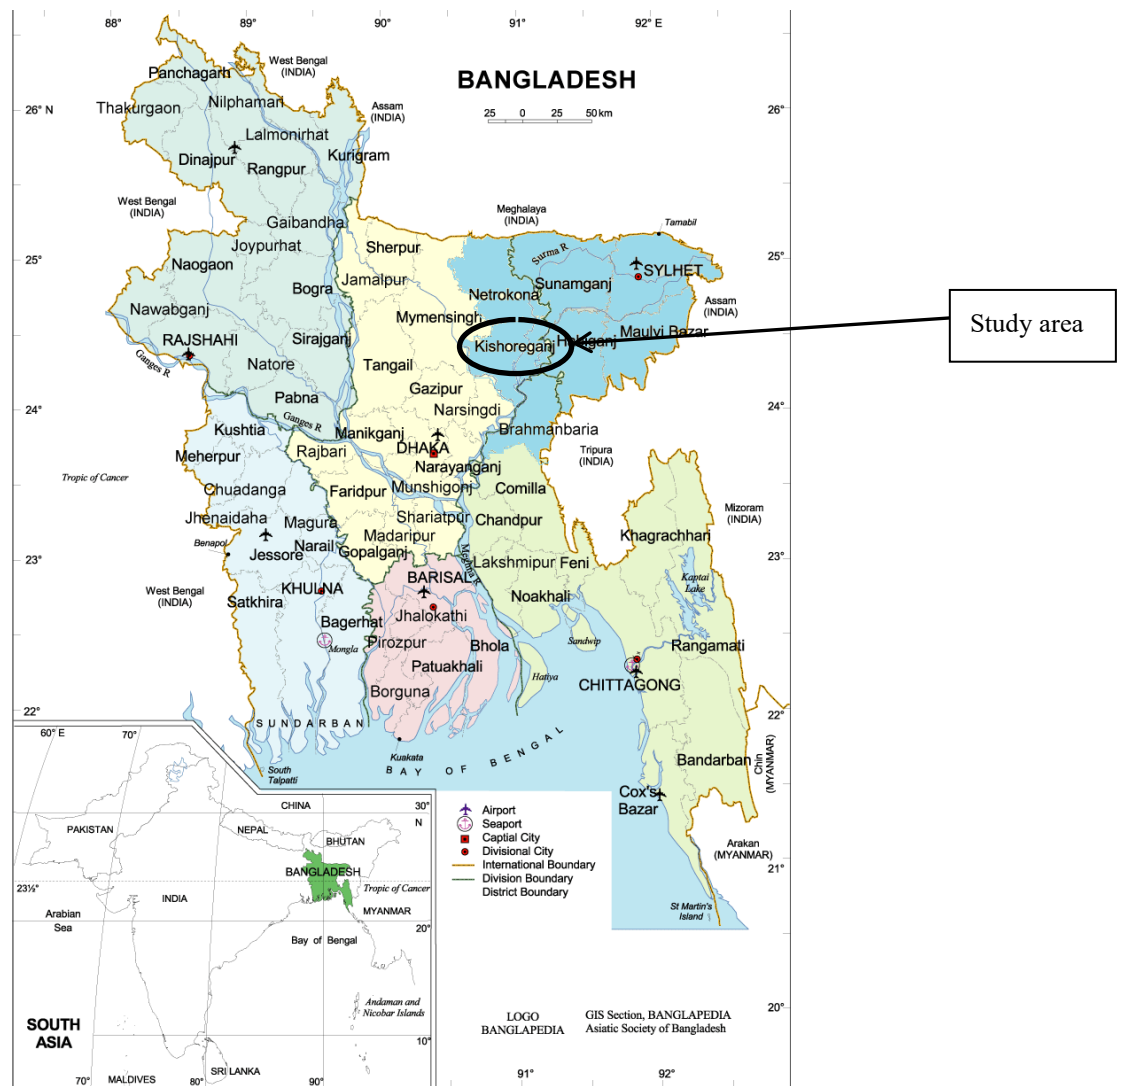 88°
89°
90°
91°
92° E
BANGLADESH
25 0 25 50 km
West Bengal
(INDIA)
Panchagarh
Thakurgaon
Nilphamari
26° N
26°
Assam
(INDIA)
Lalmonirhat
Dinajpur
Rangpur
Kurigram
West Bengal
(INDIA)
Meghalaya
(INDIA)
Tamabil
Gaibandha
Joypurhat
Sherpur
Surma R
25°
25°
Naogaon
SYLHET
Jamalpur
Sunamganj
Bogra
Netrokona
Assam
(INDIA)
Nawabganj
Mymensingh
Study area
RAJSHAHI
Sirajganj
Kishoreganj
Habiganj
Maulvi Bazar
Ganges R
Natore
Tangail
Gazipur
Pabna
24°
24°
Narsingdi
Ganges R
Kushtia
Manikganj
Brahmanbaria
DHAKA
Rajbari
Meherpur
Tripura
(INDIA)
Narayanganj
Tropic of Cancer
Chuadanga
Faridpur
Munshigonj
Comilla
Jhenaidaha
Magura
Shariatpur
Chandpur
Mizoram
(INDIA)
Khagrachhari
Benapol
Madaripur
Narail
Gopalganj
Jessore
23°
23°
Meghna R
Lakshmipur
Feni
West Bengal
(INDIA)
KHULNA
BARISAL
Kaptai
Lake
Satkhira
Noakhali
Bagerhat
Jhalokathi
Mongla
Pirozpur
Bhola
Sandwip
Rangamati
Patuakhali
Hatiya
CHITTAGONG
Borguna
22°
22°
SUNDARBAN
Kuakata
BAY OF BENGAL
Bandarban
Chin
(MYANMAR)
South
Talpatti
Cox's
Bazar
Arakan
(MYANMAR)
21°
St Martin's
Island
20°
91°
92°
Airport
Seaport
Captial City
Divisional City
International Boundary
Division Boundary
District Boundary
LOGO
BANGLAPEDIA
GIS Section, BANGLAPEDIA
Asiatic Society of Bangladesh
60° E
70°
CHINA
30°
N
PAKISTAN
NEPAL
BHUTAN
BANGLADESH
23½°
Tropic of Cancer
INDIA
MYANMAR
Arabian
Sea
20°
Bay of Bengal
Andaman and
Nicobar Islands
SOUTH
ASIA
10°
SRI LANKA
MALDIVES
70°
80°
90°